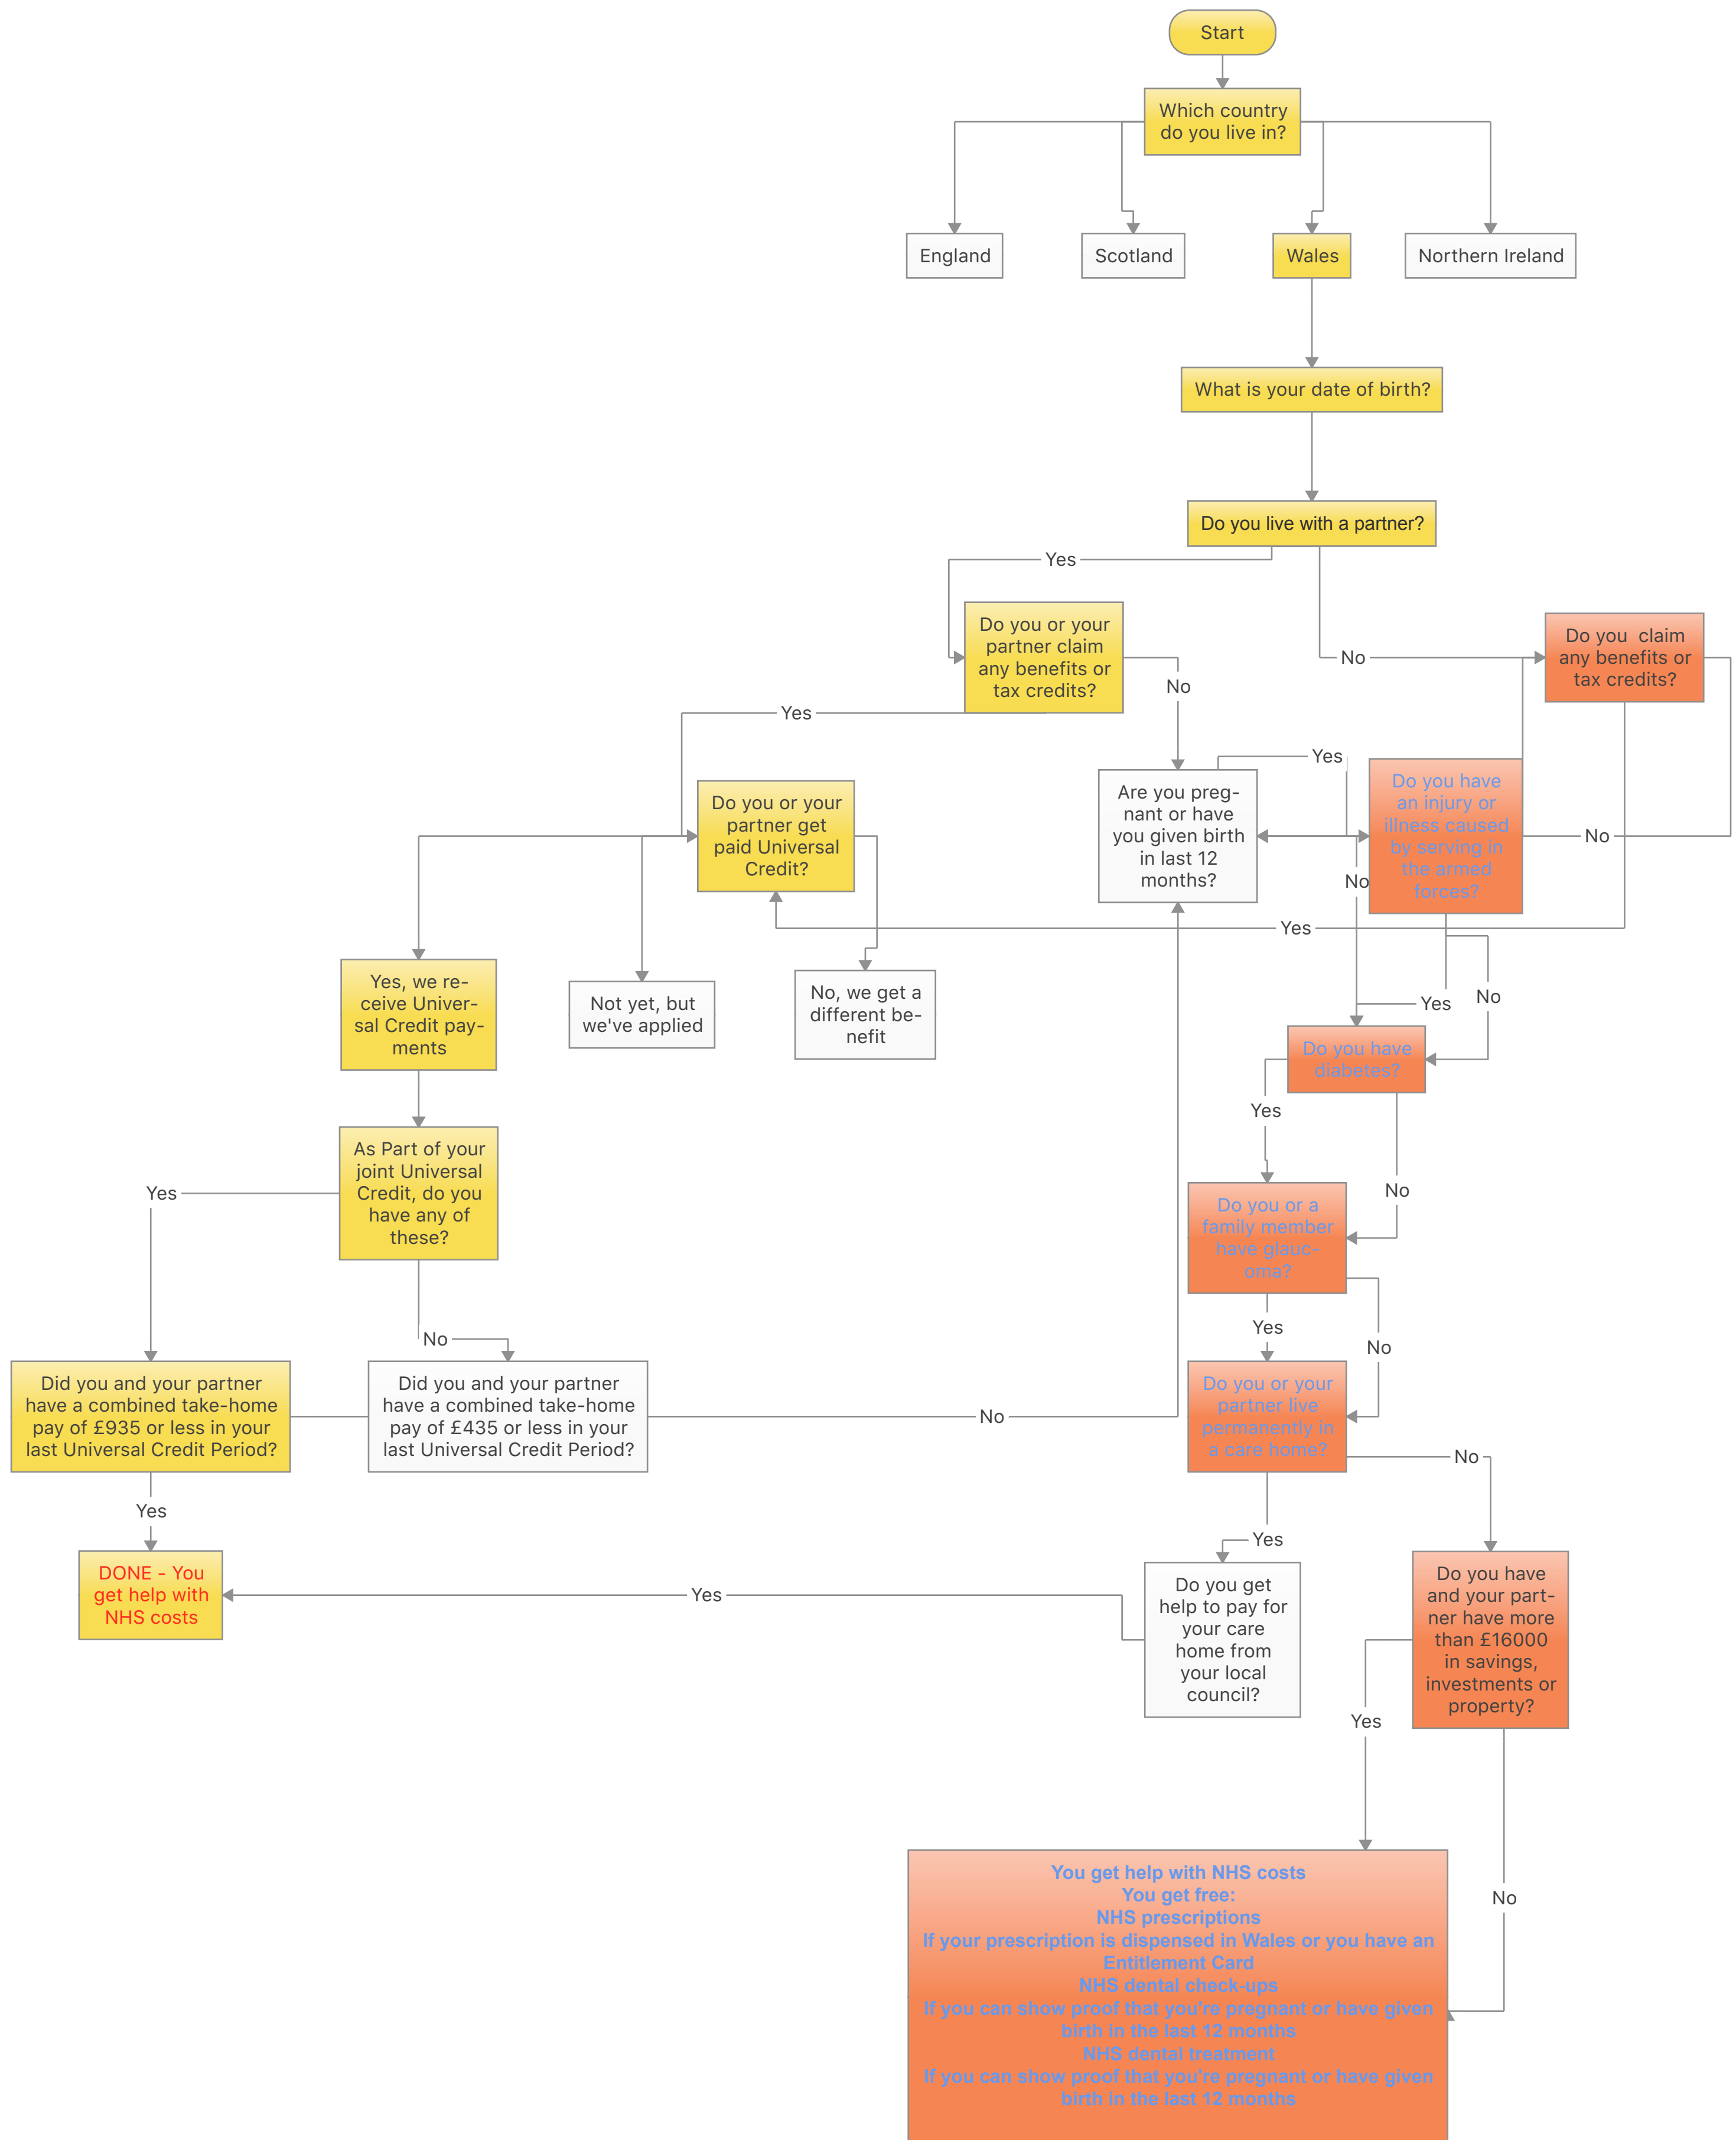 Start
Which country
do you live in?
England
Scotland
Wales
Northern Ireland
What is your date of birth?
Do you live with a partner?
Yes
Do you or your
partner claim
any benefits or
tax credits?
No
Do you  claim
any benefits or
tax credits?
No
Yes
Yes
Do you or your
partner get
paid Universal
Credit?
Are you preg-
nant or have
you given birth
in last 12
months?
Do you have
an injury or
illness caused
by serving in
the armed
forces?
No
No
Yes
Yes, we re-
ceive Univer-
sal Credit pay-
ments
Not yet, but
we've applied
No, we get a
different be-
nefit
Yes
No
Do you have
diabetes?
Yes
As Part of your
joint Universal
Credit, do you
have any of
these?
Yes
No
Do you or a
family member
have glauc-
oma?
No
Yes
No
Did you and your partner
have a combined take-home
pay of £935 or less in your
last Universal Credit Period?
Did you and your partner
have a combined take-home
pay of £435 or less in your
last Universal Credit Period?
No
Do you or your
partner live
permanently in
a care home?
No
Yes
Yes
DONE - You
get help with
NHS costs
Yes
Do you get
help to pay for
your care
home from
your local
council?
Do you have
and your part-
ner have more
than £16000
in savings,
investments or
property?
Yes
No
You get help with NHS costs
You get free:
NHS prescriptions
If your prescription is dispensed in Wales or you have an
Entitlement Card
NHS dental check-ups
If you can show proof that you're pregnant or have given
birth in the last 12 months
NHS dental treatment
If you can show proof that you're pregnant or have given
birth in the last 12 months